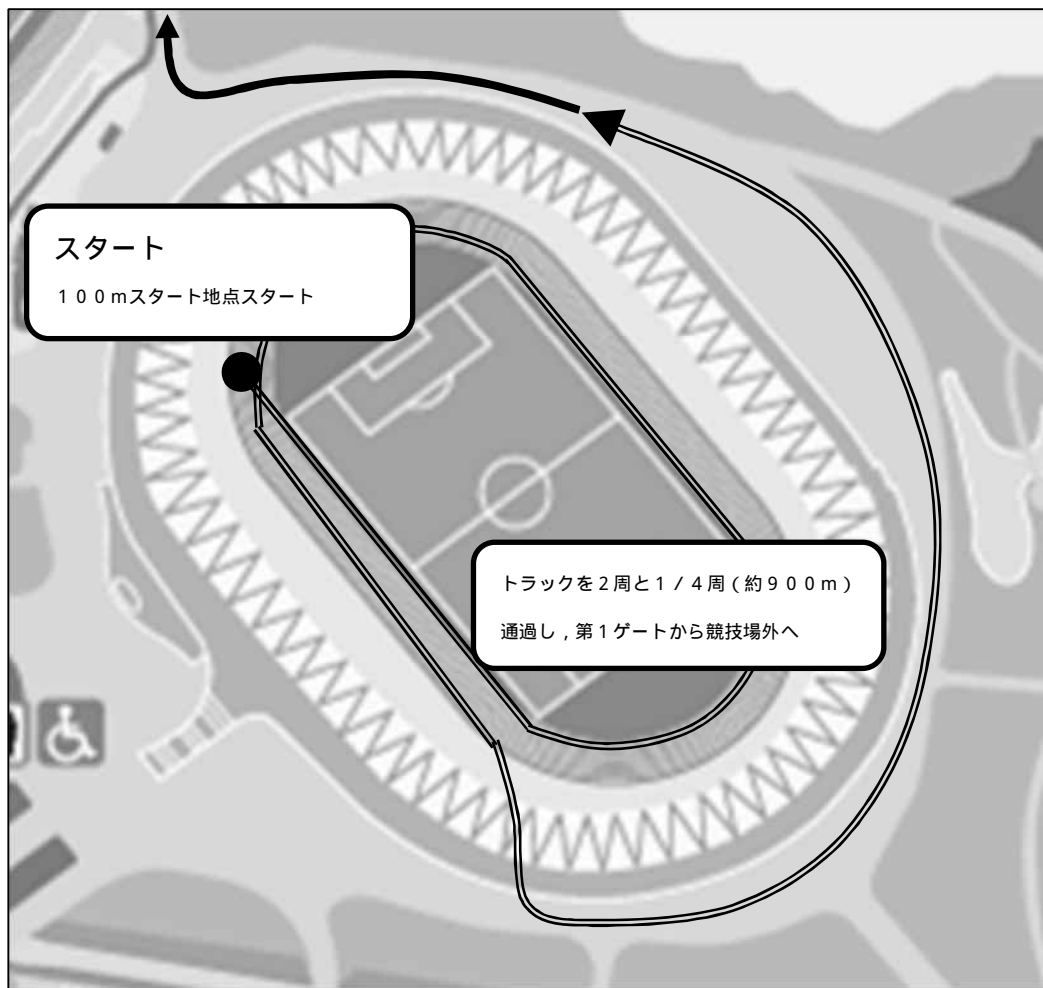 スタート
１００mスタート地点スタート
トラックを２周と１／４周（約９００ｍ）
通過し，第１ゲートから競技場外へ